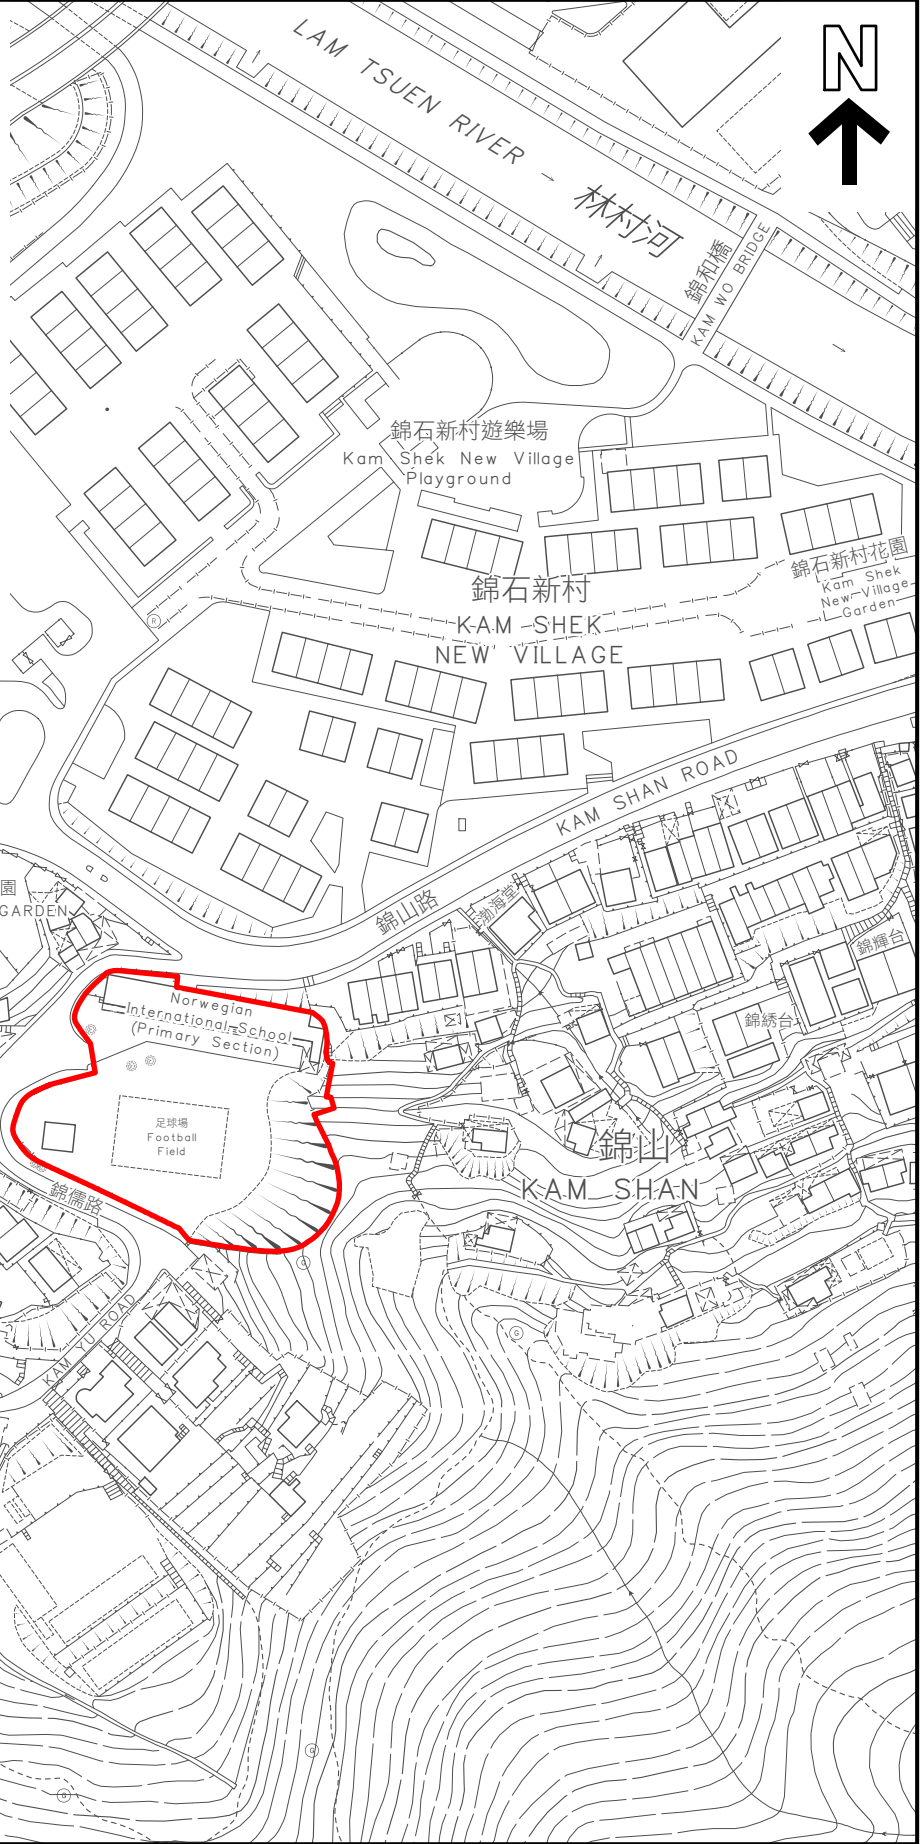 N
LAM TSUEN RIVER
林村河
錦和橋
KAM WO BRIDGE
錦石新村遊樂場
Kam Shek New Village
Playground
錦石新村
KAM SHEK
NEW VILLAGE
錦石新村花園
Kam Shek
New Village
Garden
R
KAM SHAN ROAD
錦山路
渤海堂
園
GARDEN
錦輝台
錦綉台
Norwegian
International School
(Primary Section)
足球場
Football
Field
錦山
KAM SHAN
錦儒路
KAM YU ROAD
G
G
G
G